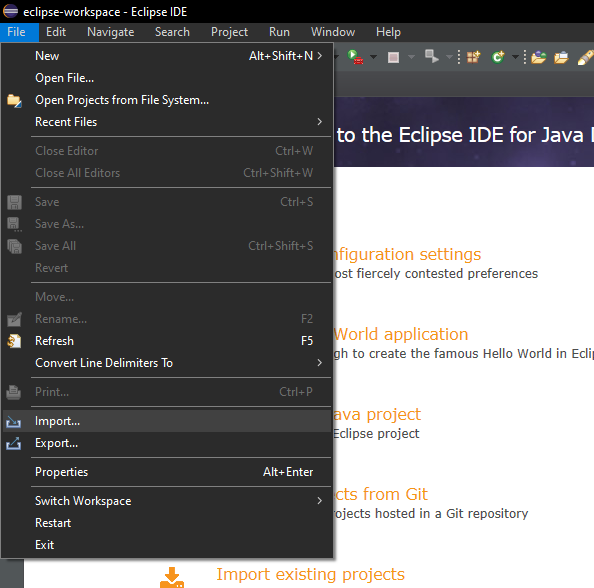 eclipse-workspace - Eclipse IDE
File Edit Navigate Search Project Run Window Help
New Alt+Shift+N >
Open File...
Open Projects from File System...
Recent Files >
Close Editor Ctrl+W
Close All Editors Ctrl+Shift+W
Save Ctrl+S
Save As...
Save All Ctrl+Shift+S
Revert
Move...
Rename... F2
Refresh F5
Convert Line Delimiters To >
Print... Ctrl+P
Import...
Export...
Properties Alt+Enter
Switch Workspace >
Restart
Exit
to the Eclipse IDE for Java
nfiguration settings
ost fiercely contested preferences
World application
gh to create the famous Hello World in Ecli
ava project
Eclipse project
cts from Git
rojects hosted in a Git repository
Import existing projects